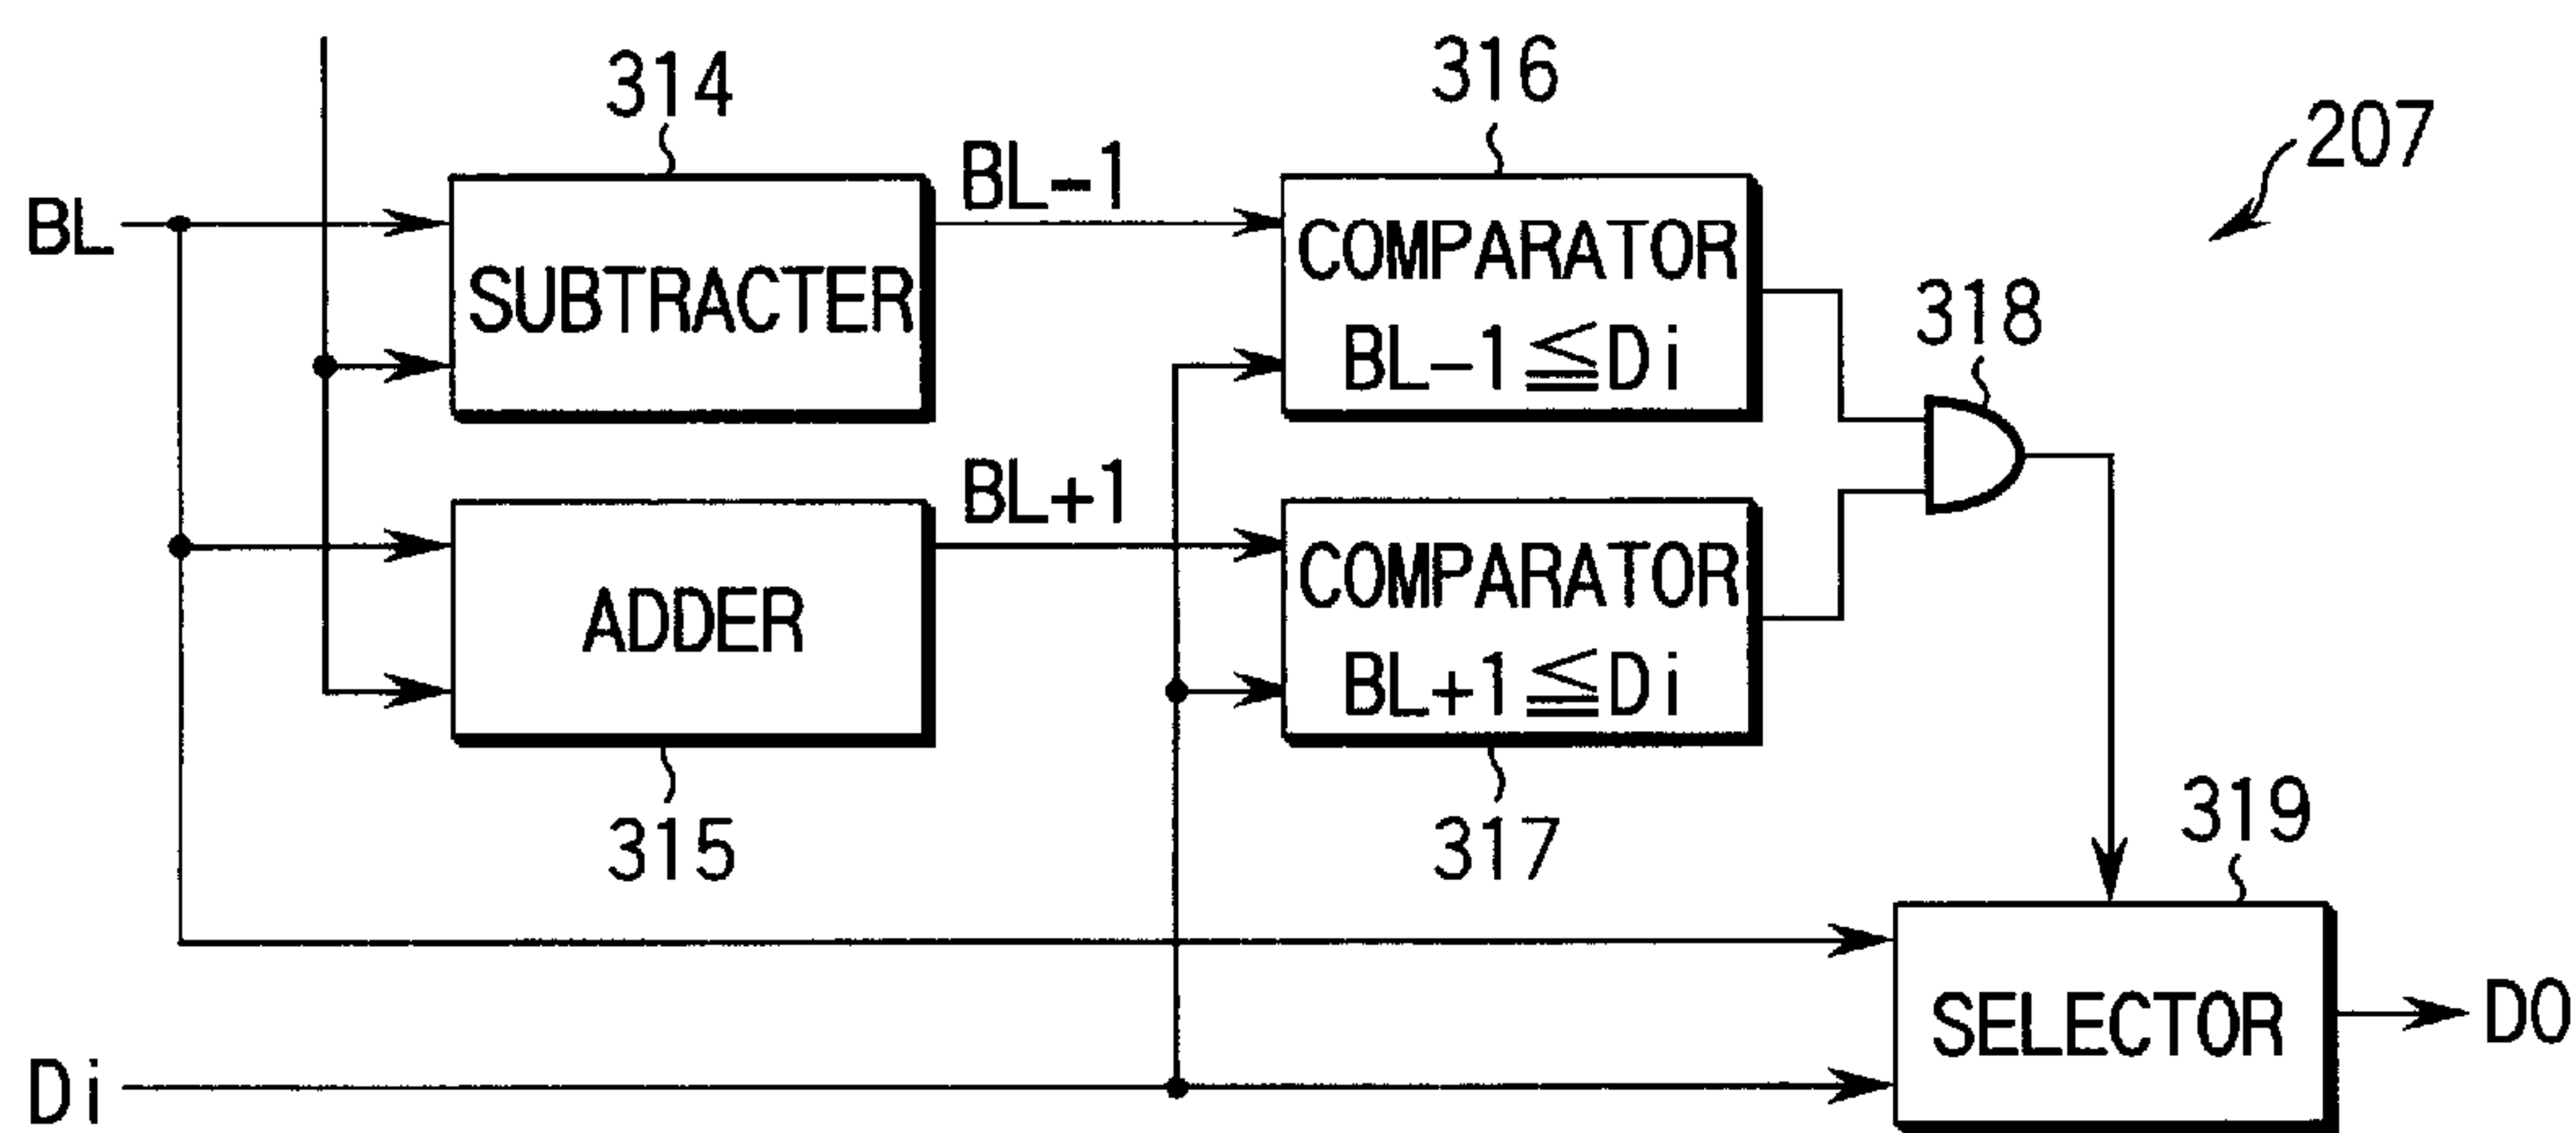 314
316
207
BL
BL-1
SUBTRACTER
COMPARATOR
BL-1≦Di
318
BL+1
ADDER
COMPARATOR
BL+1≦Di
315
317
319
SELECTOR
DO
Di